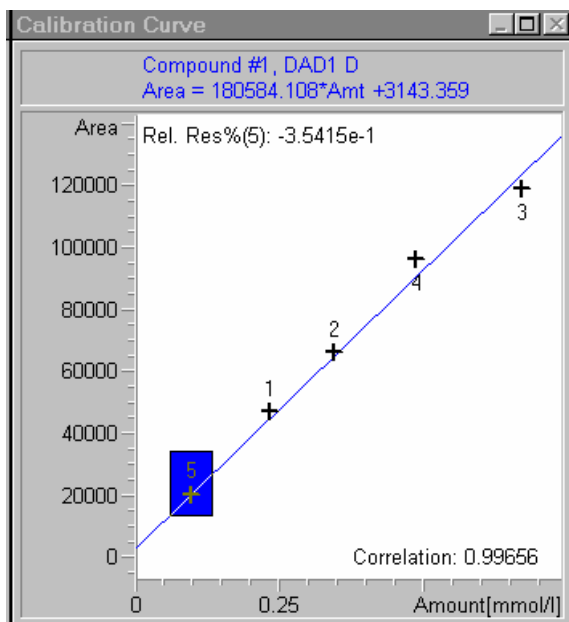 Calibration Curve
Compound #1, DAD1 D
Area = 180584.108*Amt +3143.359
Area
Rel. Res%(5): -3.5415e-1
120000
3
100000
4
80000
2
60000
1
40000
5
20000
0
Correlation: 0.99656
0 0.25 Amount[mmol/l]